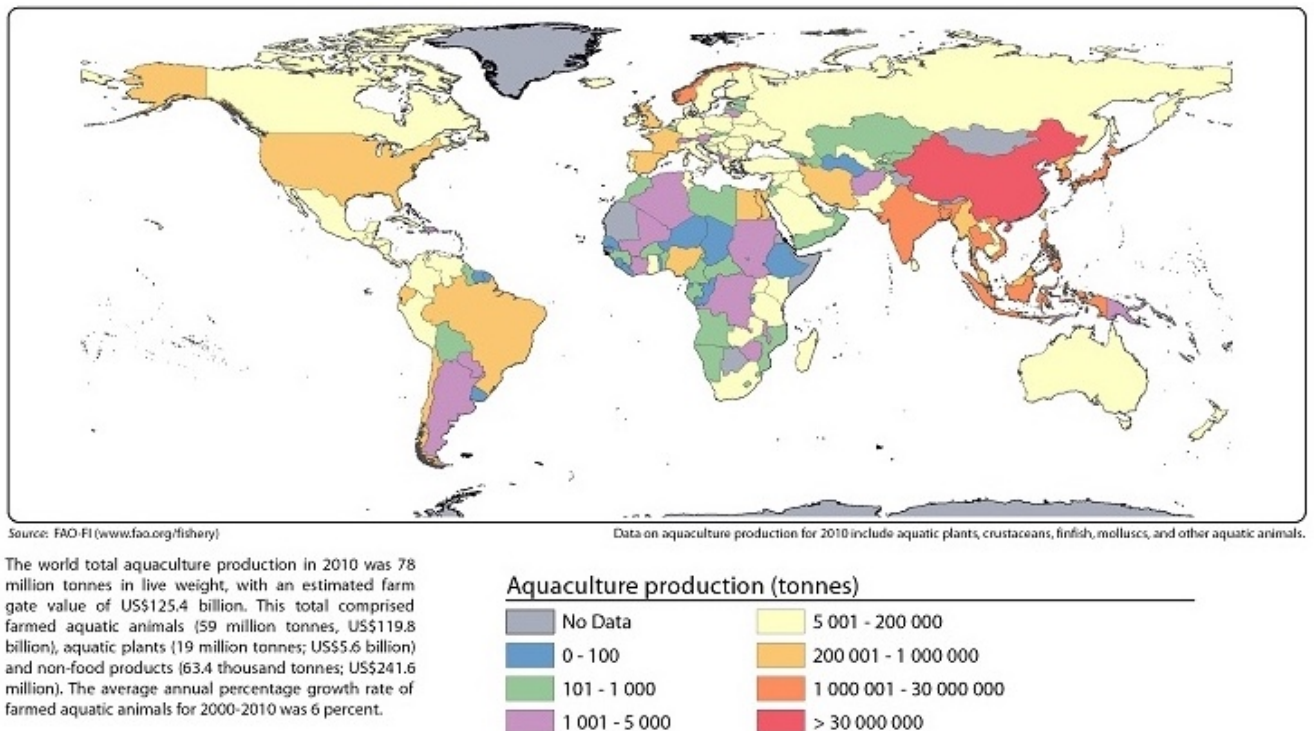 Source: FAO-FI (www.fao.org/fishery)
Data on aquaculture production for 2010 include aquatic plants, crustaceans, finfish, molluscs, and other aquatic animals.
The world total aquaculture production in 2010 was 78
million tonnes in live weight, with an estimated farm
gate value of US$125.4 billion. This total comprised
farmed aquatic animals (59 million tonnes, US$119.8
billion), aquatic plants (19 million tonnes; US$5.6 billion)
and non-food products (63.4 thousand tonnes; US$241.6
million). The average annual percentage growth rate of
farmed aquatic animals for 2000-2010 was 6 percent.
Aquaculture production (tonnes)
No Data
0 - 100
101 - 1 000
1 001 - 5 000
5 001 - 200 000
200 001 - 1 000 000
1 000 001 - 30 000 000
> 30 000 000